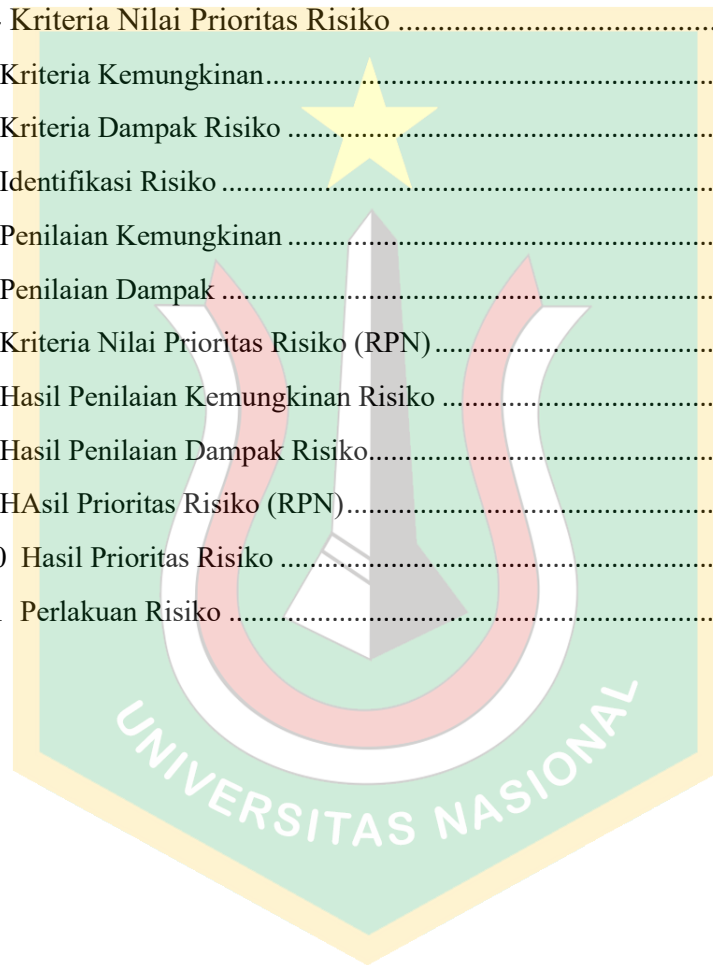 Kriteria Nilai Prioritas Risiko ..........................................
Kriteria Kemungkinan.............................................................
Kriteria Dampak Risiko ..........................................................
Identifikasi Risiko ...................................................................
Penilaian Kemungkinan ..........................................................
Penilaian Dampak ...................................................................
Kriteria Nilai Prioritas Risiko (RPN) ......................................
Hasil Penilaian Kemungkinan Risiko .....................................
Hasil Penilaian Dampak Risiko...............................................
HAsil Prioritas Risiko (RPN)..................................................
0 Hasil Prioritas Risiko ...........................................................
Perlakuan Risiko ..................................................................
UNIVERSITAS NASIONAL